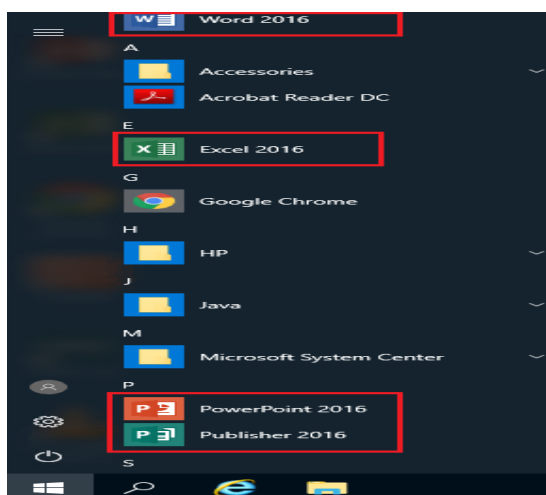 Word 2016
A
Accessories
Acrobat Reader DC
E
Excel 2016
G
Google Chrome
H
HP
J
Java
M
Microsoft System Center
P
PowerPoint 2016
Publisher 2016
S